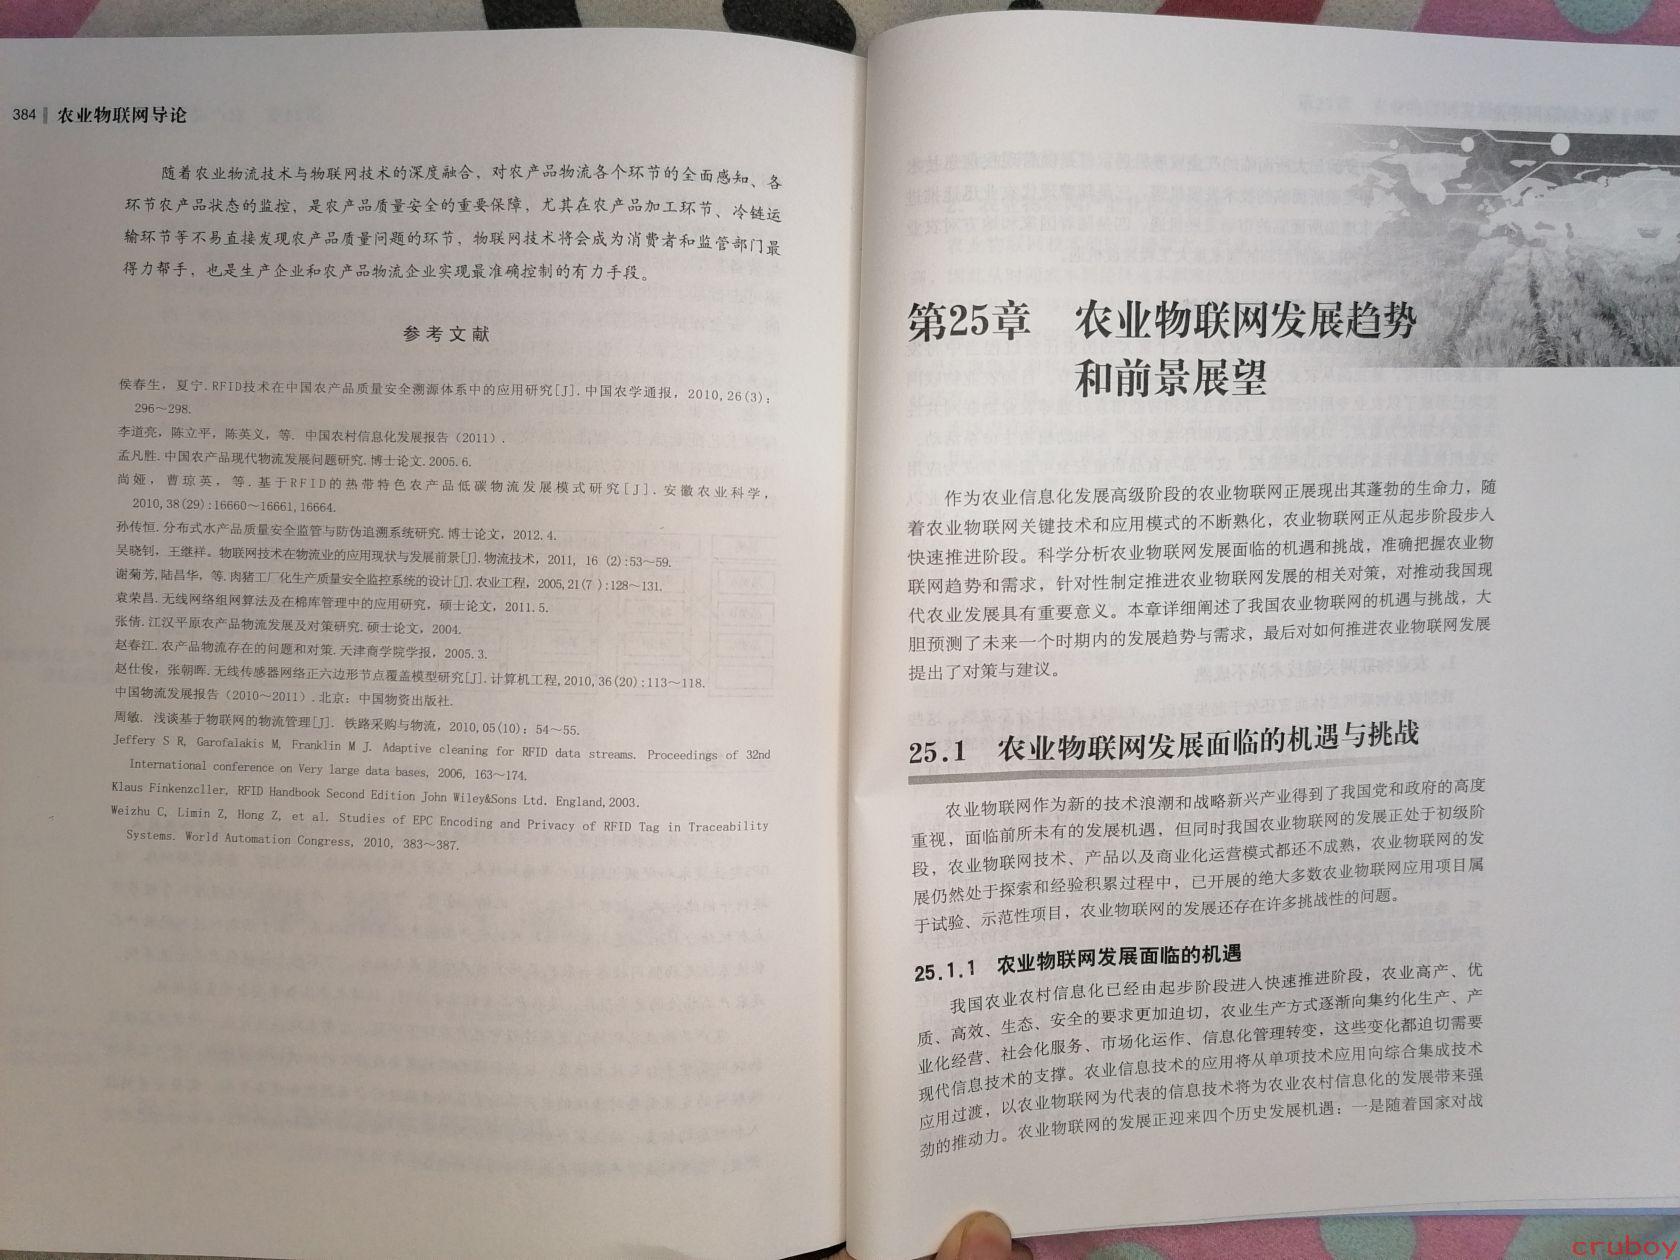 384 农业物联网导论
随着农业物流技术与物联网技术的深度融合，对农产品物流各个环节的全面感知、各
环节农产品状态的监控，是农产品质量安全的重要保障，尤其在农产品加工环节、冷链运
输环节等不易直接发现农产品质量问题的环节，物联网技术将会成为消费者和监管部门最
得力帮手，也是生产企业和农产品物流企业实现最准确控制的有力手段。
参考文献
侯春生，夏宁.RFID技术在中国农产品质量安全溯源体系中的应用研究[J].中国农学通报，2010,26(3)：
296～298.
李道亮，陈立平，陈英义，等. 中国农村信息化发展报告（2011）.
孟凡胜.中国农产品现代物流发展问题研究.博士论文.2005.6.
尚娅，曹琼英，等.基于RFID的热带特色农产品低碳物流发展模式研究[J].安徽农业科学，
2010,38(29):16660～16661,16664.
孙传恒.分布式水产品质量安全监管与防伪追溯系统研究.博士论文，2012.4.
吴晓钊，王继祥. 物联网技术在物流业的应用现状与发展前景[J].物流技术，2011, 16 (2):53～59.
谢菊芳,陆昌华，等.肉猪工厂化生产质量安全监控系统的设计[J].农业工程，2005,21(7 ):128～131.
袁荣昌.无线网络组网算法及在棉库管理中的应用研究，硕士论文，2011.5.
张倩.江汉平原农产品物流发展及对策研究.硕士论文，2004.
赵春江.农产品物流存在的问题和对策.天津商学院学报，2005.3.
赵仕俊，张朝晖.无线传感器网络正六边形节点覆盖模型研究[J].计算机工程,2010,36(20):113～118.
中国物流发展报告（2010～2011）.北京：中国物资出版社.
周敏. 浅谈基于物联网的物流管理[J]. 铁路采购与物流，2010,05(10)：54～55.
Jeffery S R, Garofalakis M, Franklin M J. Adaptive cleaning for RFID data streams. Proceedings of 32nd
International conference on Very large data bases, 2006, 163～174.
Klaus Finkenzcller, RFID Handbook Second Edition John Wiley&Sons Ltd. England,2003.
Weizhu C, Limin Z, Hong Z, et al. Studies of EPC Encoding and Privacy of RFID Tag in Traceability
Systems. World Automation Congress, 2010, 383～387.
第25章 农业物联网发展趋势
和前景展望
作为农业信息化发展高级阶段的农业物联网正展现出其蓬勃的生命力，随
着农业物联网关键技术和应用模式的不断熟化，农业物联网正从起步阶段步入
快速推进阶段。科学分析农业物联网发展面临的机遇和挑战，准确把握农业物
联网趋势和需求，针对性制定推进农业物联网发展的相关对策，对推动我国现
代农业发展具有重要意义。本章详细阐述了我国农业物联网的机遇与挑战，大
胆预测了未来一个时期内的发展趋势与需求，最后对如何推进农业物联网发展
提出了对策与建议。
25.1 农业物联网发展面临的机遇与挑战
农业物联网作为新的技术浪潮和战略新兴产业得到了我国党和政府的高度
重视，面临前所未有的发展机遇，但同时我国农业物联网的发展正处于初级阶
段，农业物联网技术、产品以及商业化运营模式都还不成熟，农业物联网的发
展仍然处于探索和经验积累过程中，已开展的绝大多数农业物联网应用项目属
于试验、示范性项目，农业物联网的发展还存在许多挑战性的问题。
25.1.1 农业物联网发展面临的机遇
我国农业农村信息化已经由起步阶段进入快速推进阶段，农业高产、优
质、高效、生态、安全的要求更加迫切，农业生产方式逐渐向集约化生产、产
业化经营、社会化服务、市场化运作、信息化管理转变，这些变化都迫切需要
现代信息技术的支撑。农业信息技术的应用将从单项技术应用向综合集成技术
应用过渡，以农业物联网为代表的信息技术将为农业农村信息化的发展带来强
劲的推动力。农业物联网的发展正迎来四个历史发展机遇：一是随着国家对战
cruboy